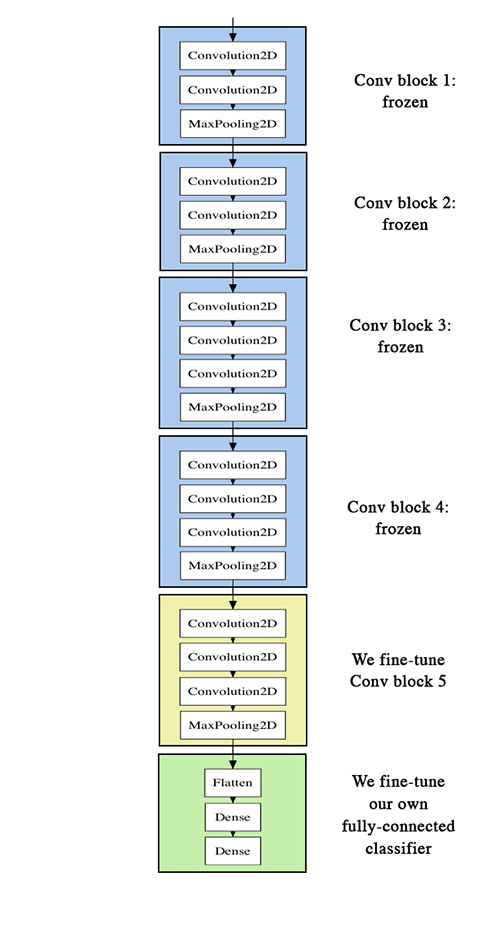 Convolution2D
Convolution2D
MaxPooling2D
Conv block 1:
frozen
Convolution2D
Convolution2D
MaxPooling2D
Conv block 2:
frozen
Convolution2D
Convolution2D
Convolution2D
MaxPooling2D
Conv block 3:
frozen
Convolution2D
Convolution2D
Convolution2D
MaxPooling2D
Conv block 4:
frozen
Convolution2D
Convolution2D
Convolution2D
MaxPooling2D
We fine-tune
Conv block 5
Flatten
Dense
Dense
We fine-tune
our own
fully-connected
classifier